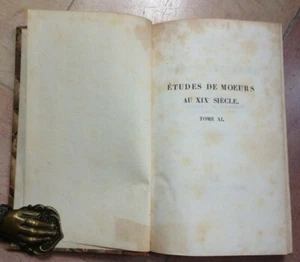 ÉTUDES DE MOEURS
AU XIX SIÈCLE.
TOME XI.